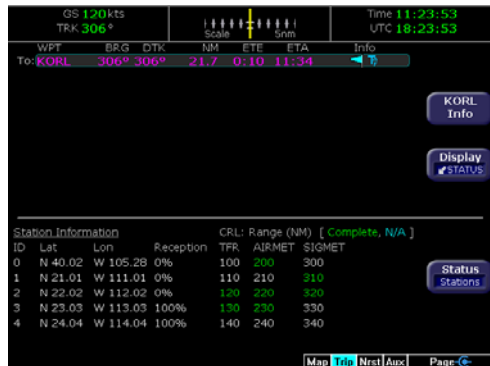 GS 120kts Time 11:23:53
TRK 306° Scale 5nm UTC 18:23:53
WPT BRG DTK NM ETE ETA Info
To: KORL 306° 306° 21.7 0:10 11:34
KORL
Info
Display
STATUS
Station Information CRL: Range (NM) [ Complete, N/A ]
ID Lat Lon Reception TFR AIRMET SIGMET
0 N 40.02 W 105.28 0% 100 200 300
1 N 21.01 W 111.01 0% 110 210 310
2 N 22.02 W 112.02 0% 120 220 320
3 N 23.03 W 113.03 100% 130 230 330
4 N 24.04 W 114.04 100% 140 240 340
Status
Stations
Map Trip Nrst Aux Page